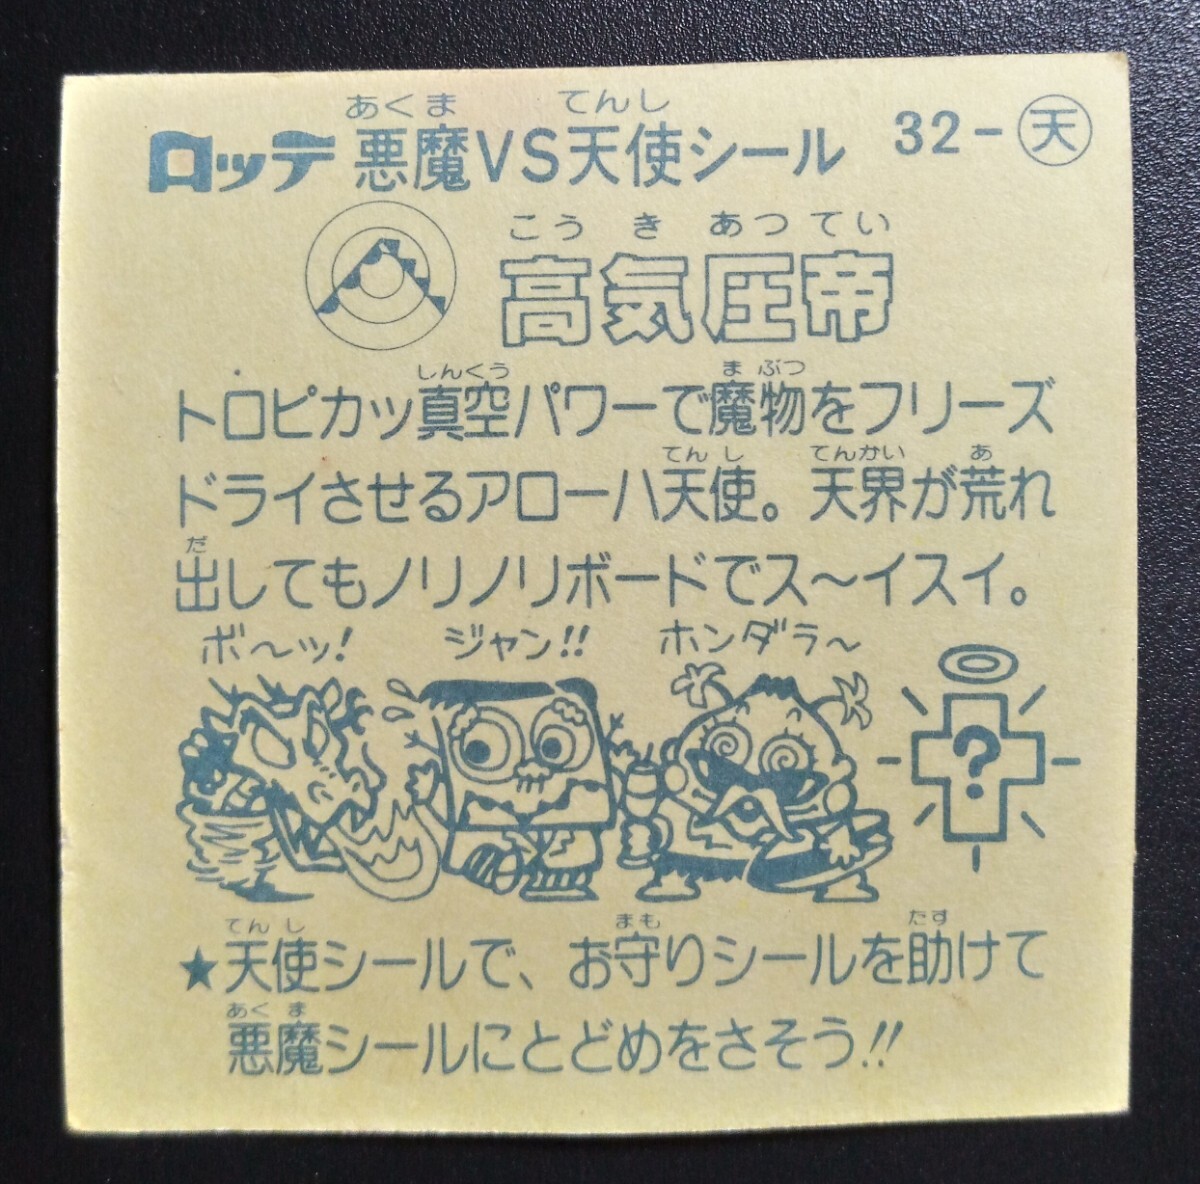 あくま てんし
ロッテ 悪魔VS天使シール 32-天
こうきあつてい
高気圧帝
しんくう まぶつ
トロピカッ真空パワーで魔物をフリーズ
てんし てんかい あ
ドライさせるアローハ天使。天界が荒れ
だ
出してもノリノリボードでス～イスイ。
ボ～ッ! ジャン!! ホンダラ～
?
てんし まも たす
★天使シールで、お守りシールを助けて
あくま
悪魔シールにとどめをさそう!!